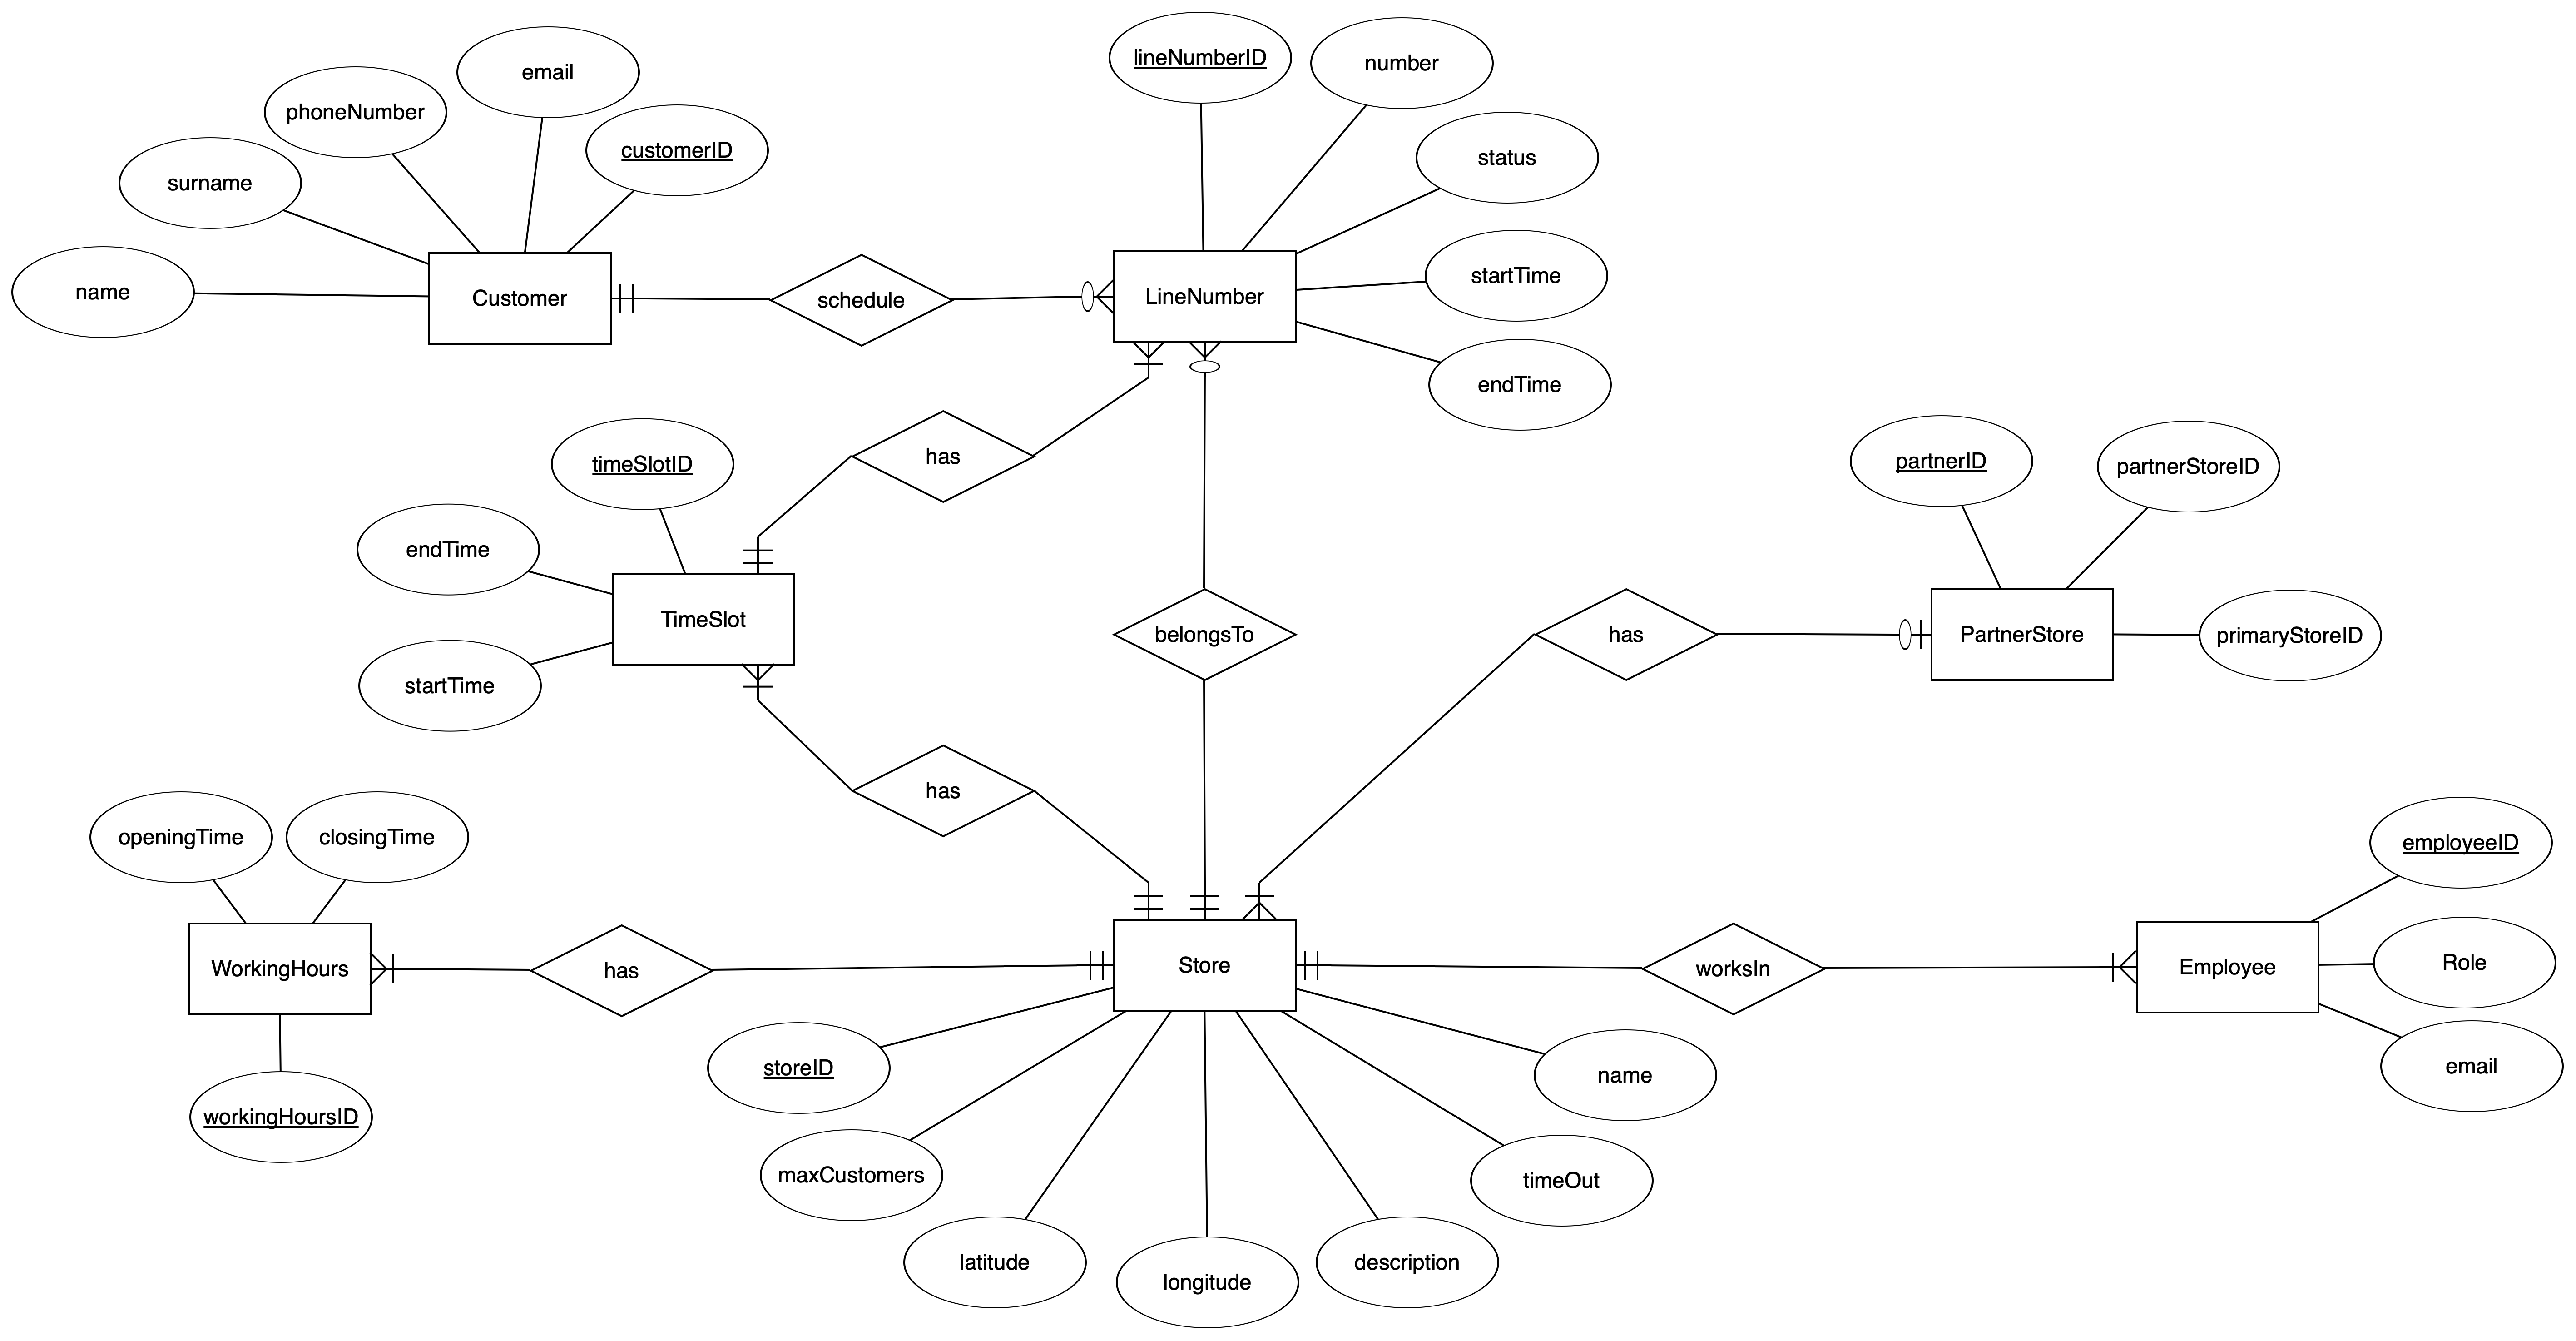 lineNumberID
number
email
phoneNumber
customerID
status
surname
startTime
name
Customer
schedule
LineNumber
endTime
has
timeSlotID
partnerID
partnerStoreID
endTime
TimeSlot
belongsTo
has
PartnerStore
primaryStoreID
startTime
has
openingTime
closingTime
employeeID
WorkingHours
has
Store
worksIn
Employee
Role
storeID
name
email
workingHoursID
maxCustomers
timeOut
latitude
longitude
description